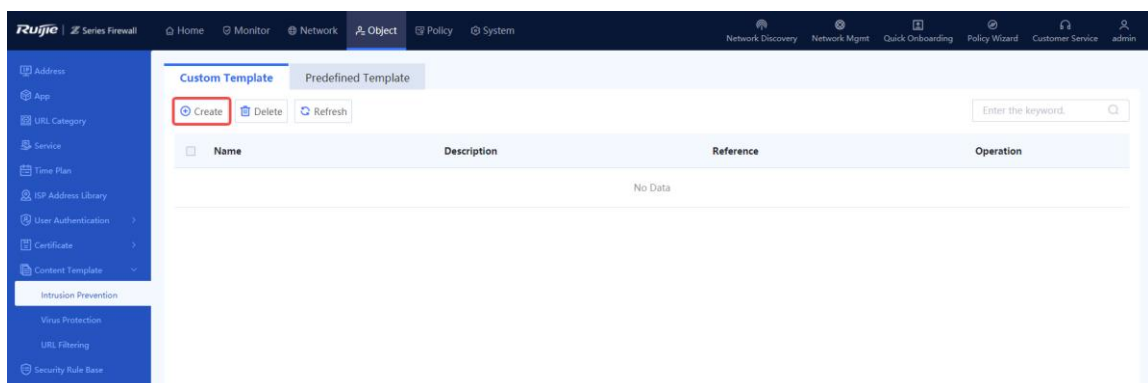 Ruijie | Z Series Firewall Home Monitor Network Object Policy System Network Discovery Network Mgmt Quick Onboarding Policy Wizard Customer Service admin
Address
App
URL Category
Service
Time Plan
ISP Address Library
User Authentication
Certificate
Content Template
Intrusion Prevention
Virus Protection
URL Filtering
Security Rule Base
Custom Template Predefined Template
Create Delete Refresh Enter the keyword.
Name Description Reference Operation
No Data